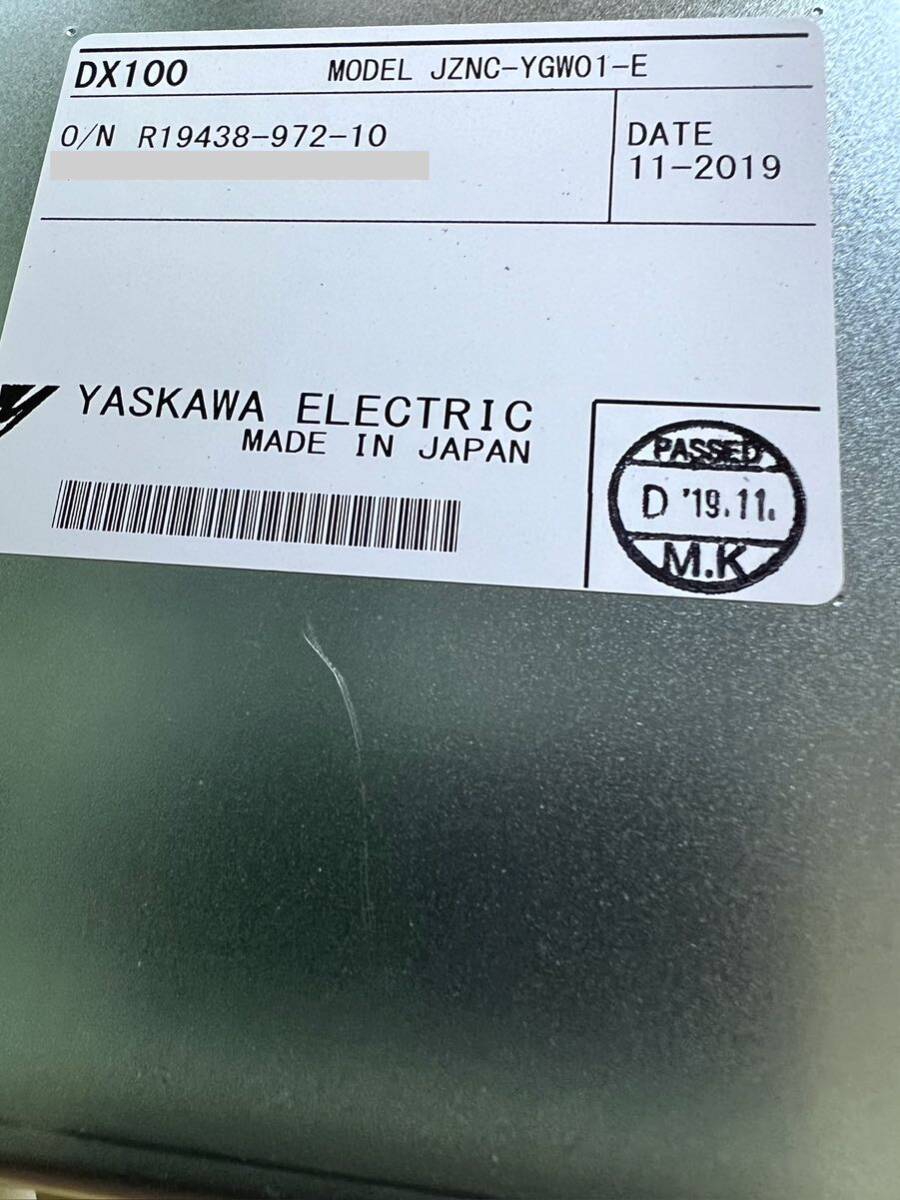 DX100 MODEL JZNC-YGW01-E
O/N R19438-972-10
DATE
11-2019
YASKAWA ELECTRIC
MADE IN JAPAN
PASSED
D '19.11.
M.K